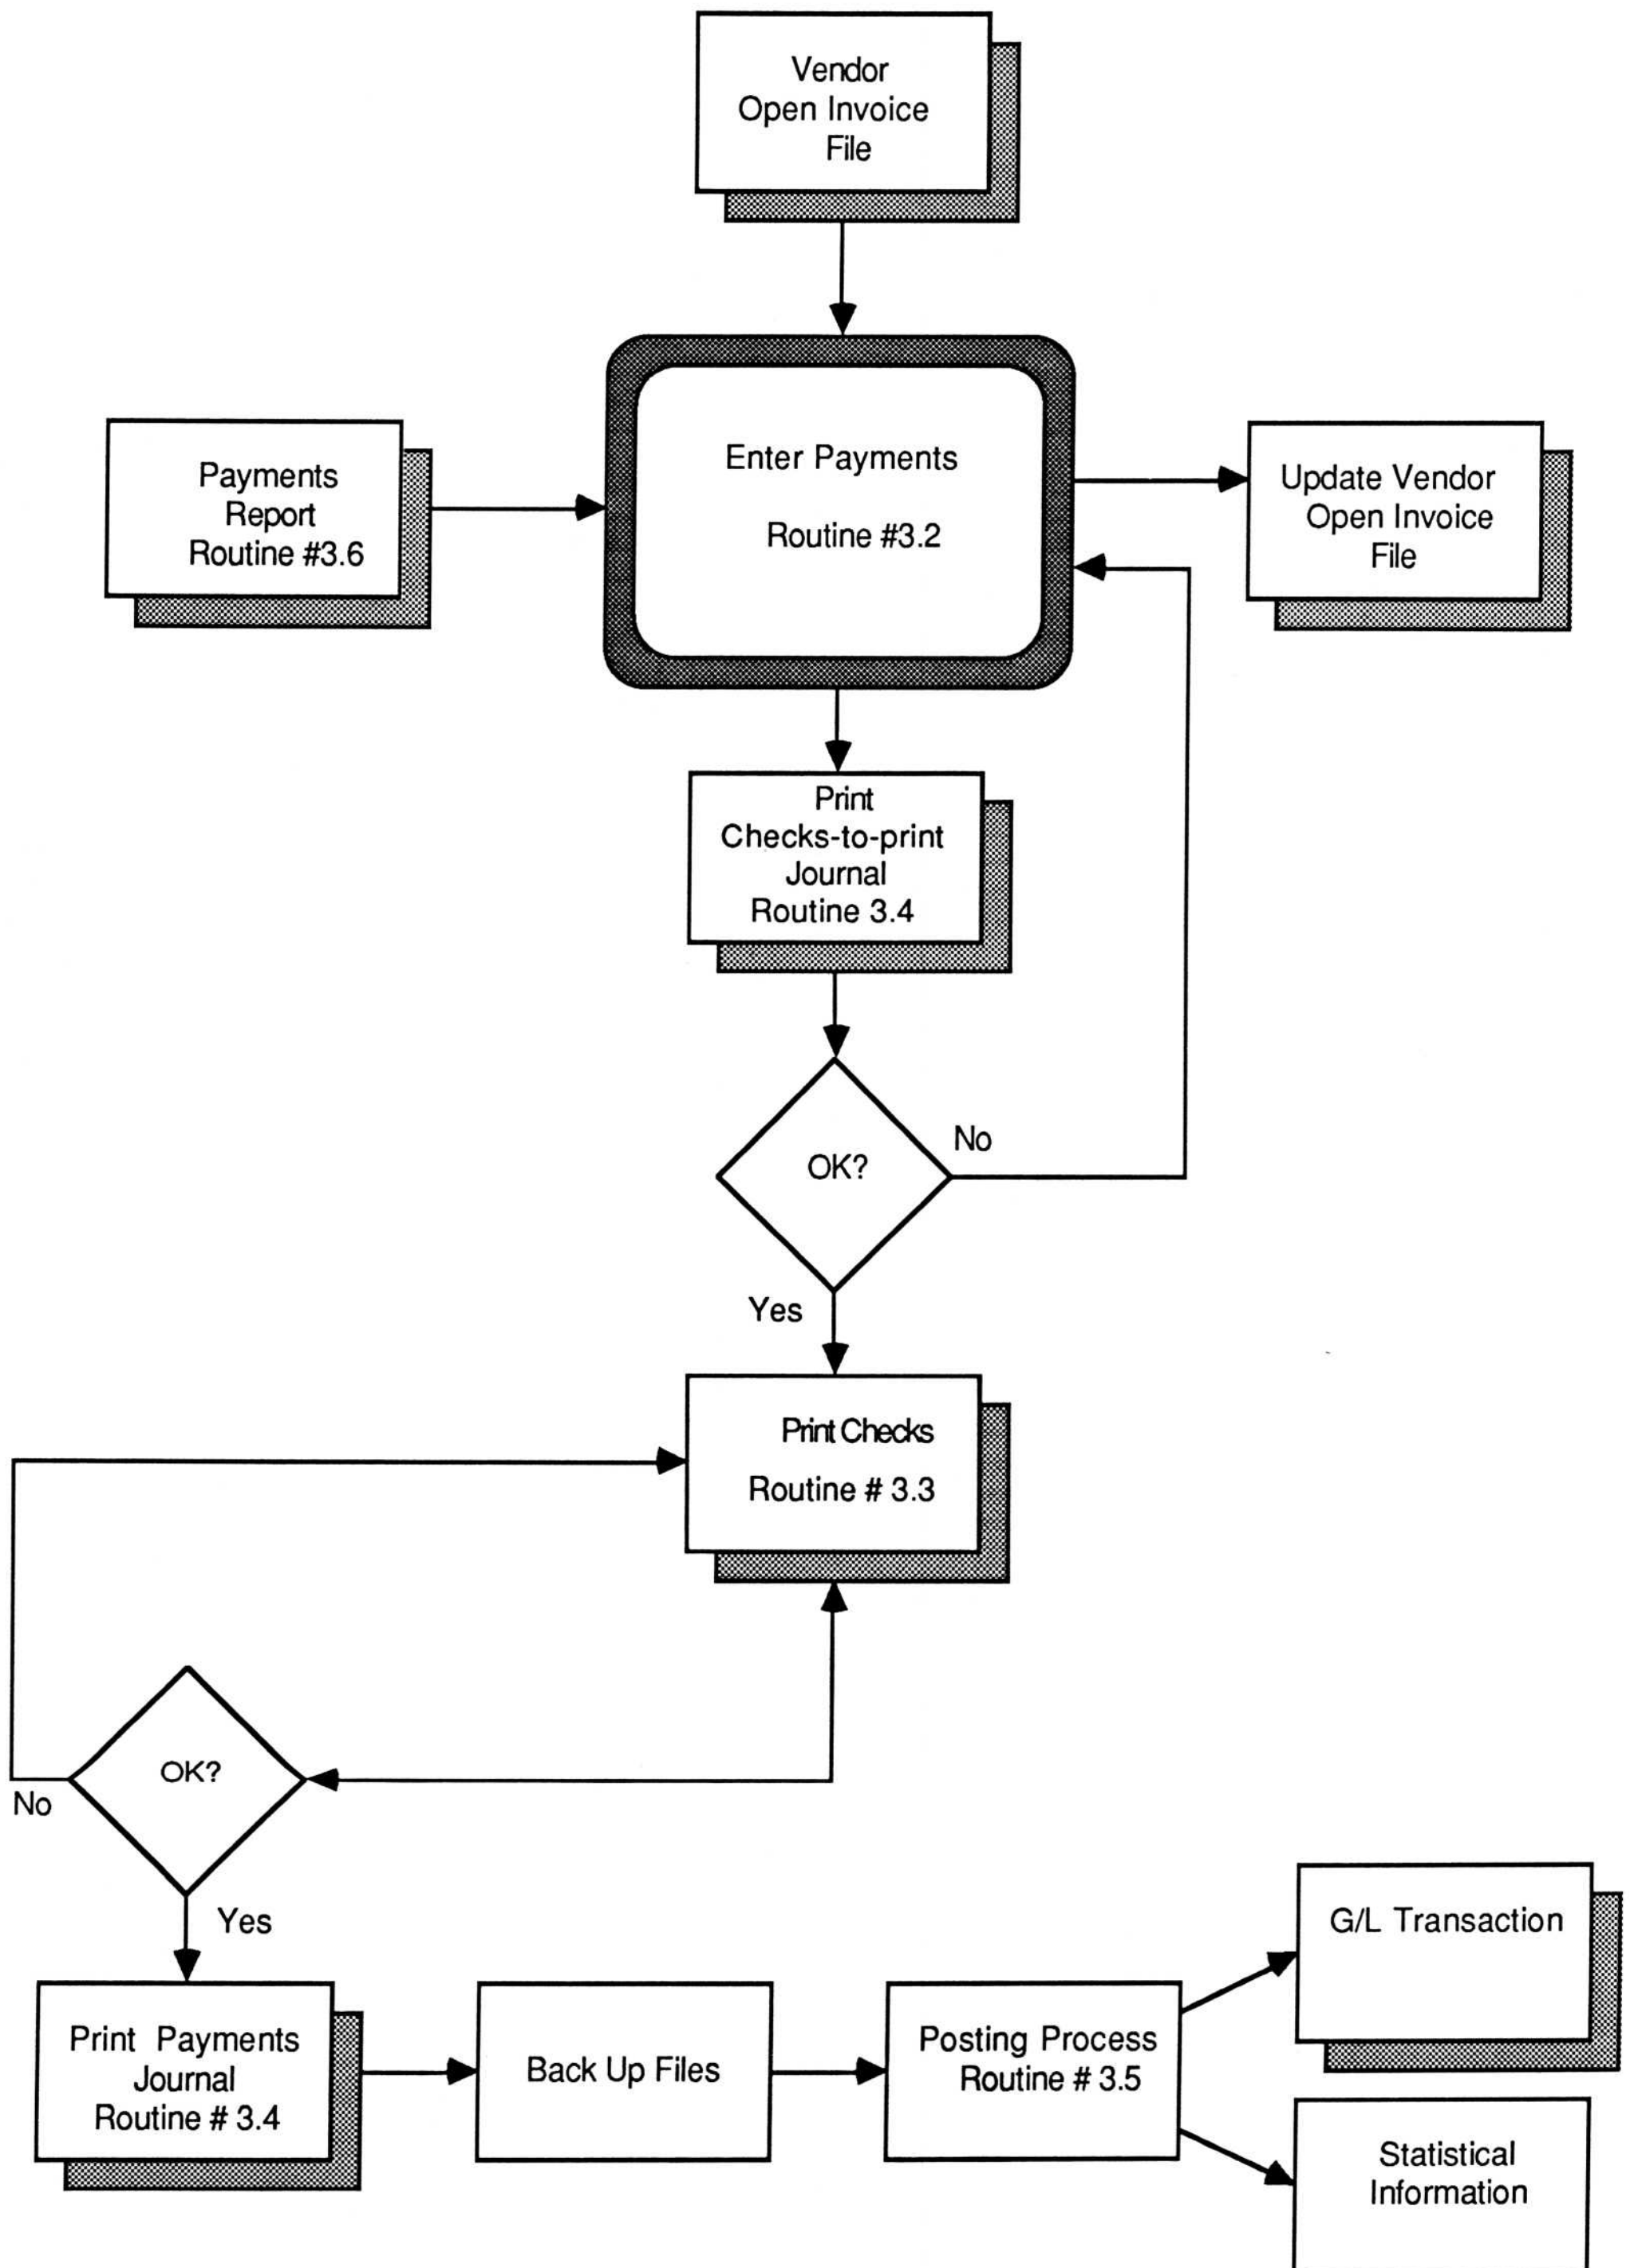 Vendor
Open Invoice
File
Payments
Report
Routine #3.6
Enter Payments
Routine #3.2
Update Vendor
Open Invoice
File
Print
Checks-to-print
Journal
Routine 3.4
OK?
No
Yes
Print Checks
Routine # 3.3
OK?
No
Yes
Print Payments
Journal
Routine # 3.4
Back Up Files
Posting Process
Routine # 3.5
G/L Transaction
Statistical
Information